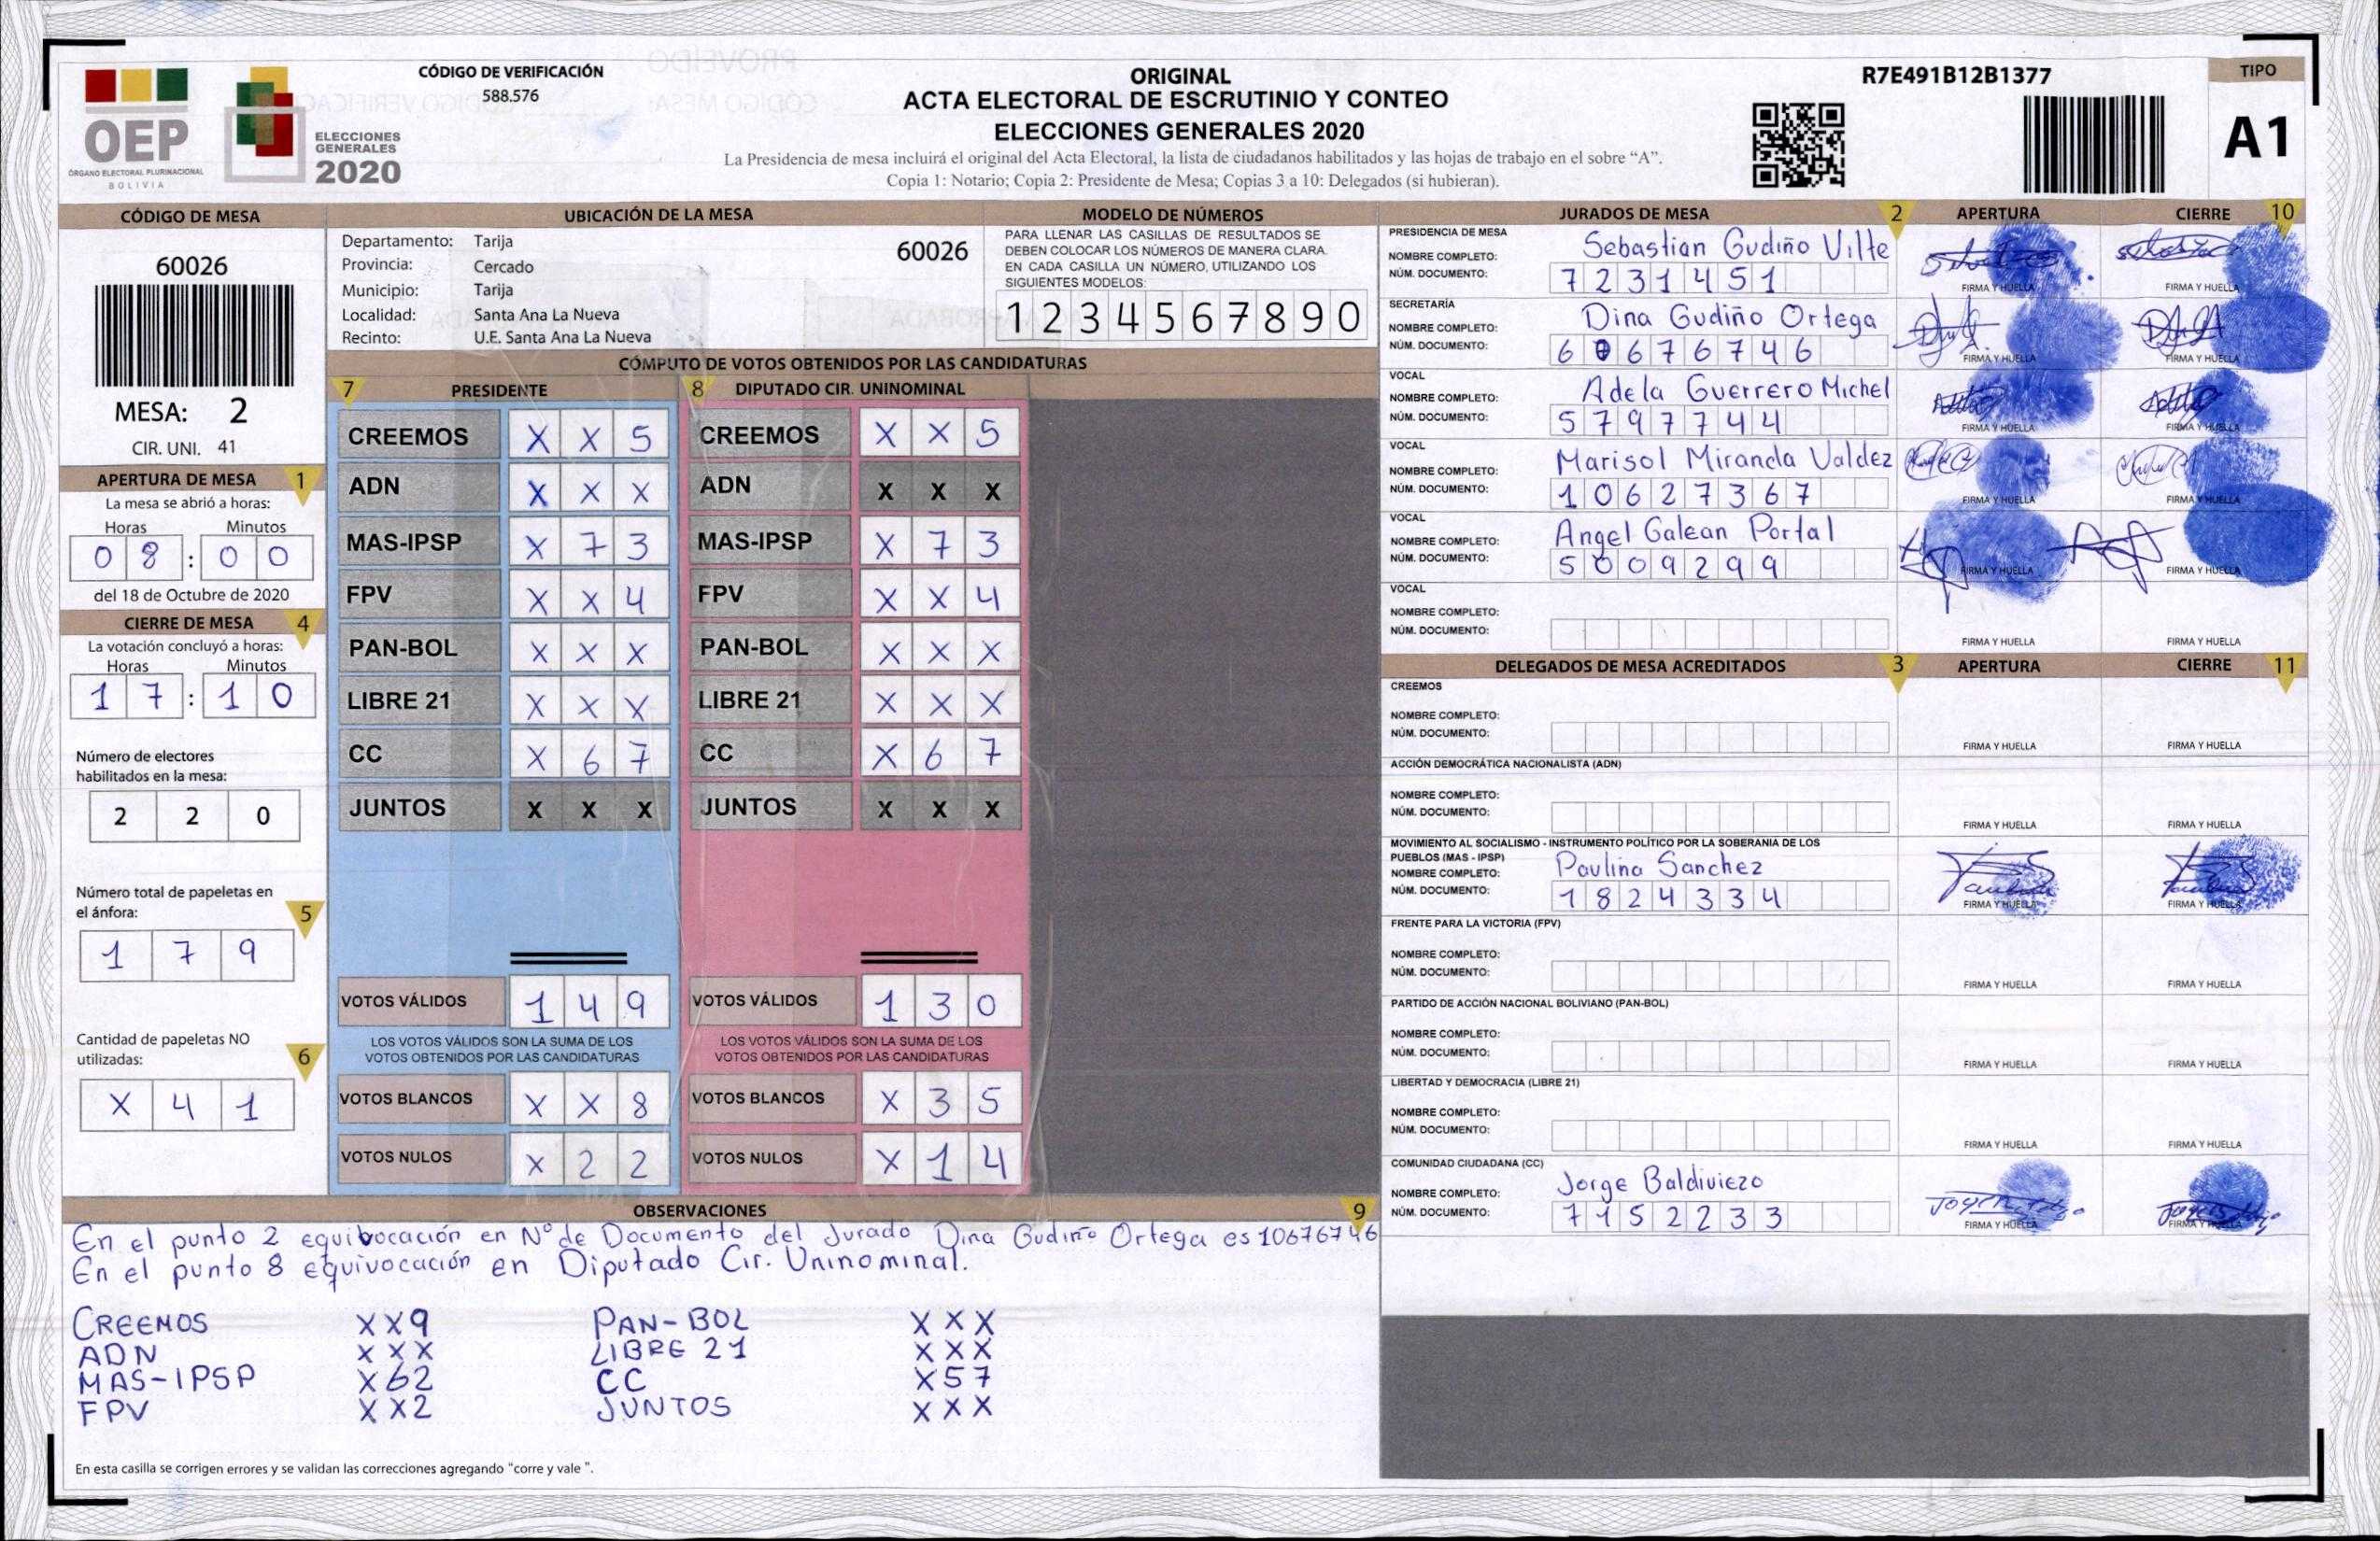 CÓDIGO DE VERIFICACIÓN
588.576
OEP
ÓRGANO ELECTORAL PLURINACIONAL
BOLIVIA
ELECCIONES
GENERALES
2020
ORIGINAL
ACTA ELECTORAL DE ESCRUTINIO Y CONTEO
ELECCIONES GENERALES 2020
La Presidencia de mesa incluirá el original del Acta Electoral, la lista de ciudadanos habilitados y las hojas de trabajo en el sobre “A”.
Copia 1: Notario; Copia 2: Presidente de Mesa; Copias 3 a 10: Delegados (si hubieran).
R7E491B12B1377
TIPO
A1
CÓDIGO DE MESA
60026
MESA: 2
CIR. UNI. 41
APERTURA DE MESA 1
La mesa se abrió a horas:
Horas Minutos
0 8 : 0 0
del 18 de Octubre de 2020
CIERRE DE MESA 4
La votación concluyó a horas:
Horas Minutos
1 7 : 1 0
Número de electores
habilitados en la mesa:
2 2 0
Número total de papeletas en
el ánfora: 5
1 7 9
Cantidad de papeletas NO
utilizadas: 6
X 4 1
UBICACIÓN DE LA MESA
Departamento: Tarija 60026
Provincia: Cercado
Municipio: Tarija
Localidad: Santa Ana La Nueva
Recinto: U.E. Santa Ana La Nueva
MODELO DE NÚMEROS
PARA LLENAR LAS CASILLAS DE RESULTADOS SE
DEBEN COLOCAR LOS NÚMEROS DE MANERA CLARA.
EN CADA CASILLA UN NÚMERO, UTILIZANDO LOS
SIGUIENTES MODELOS:
1 2 3 4 5 6 7 8 9 0
CÓMPUTO DE VOTOS OBTENIDOS POR LAS CANDIDATURAS
7 PRESIDENTE
CREEMOS X X 5
ADN X X X
MAS-IPSP X 7 3
FPV X X 4
PAN-BOL X X X
LIBRE 21 X X X
CC X 6 7
JUNTOS X X X
VOTOS VÁLIDOS 1 4 9
LOS VOTOS VÁLIDOS SON LA SUMA DE LOS
VOTOS OBTENIDOS POR LAS CANDIDATURAS
VOTOS BLANCOS X X 8
VOTOS NULOS X 2 2
8 DIPUTADO CIR. UNINOMINAL
CREEMOS X X 5
ADN X X X
MAS-IPSP X 7 3
FPV X X 4
PAN-BOL X X X
LIBRE 21 X X X
CC X 6 7
JUNTOS X X X
VOTOS VÁLIDOS 1 3 0
LOS VOTOS VÁLIDOS SON LA SUMA DE LOS
VOTOS OBTENIDOS POR LAS CANDIDATURAS
VOTOS BLANCOS X 3 5
VOTOS NULOS X 1 4
OBSERVACIONES 9
En el punto 2 equibocación en Nº de Documento del Jurado Dina Gudiño Ortega es 10676746
En el punto 8 equivocación en Diputado Cir. Uninominal.
CREEMOS XX9 PAN-BOL XXX
ADN XXX LIBRE 21 XXX
MAS-IPSP X62 CC X57
FPV XX2 JUNTOS XXX
En esta casilla se corrigen errores y se validan las correcciones agregando "corre y vale ".
JURADOS DE MESA 2 APERTURA CIERRE 10
PRESIDENCIA DE MESA
NOMBRE COMPLETO: Sebastian Gudiño Vilte
NÚM. DOCUMENTO: 7231451
FIRMA Y HUELLA FIRMA Y HUELLA
SECRETARÍA
NOMBRE COMPLETO: Dina Gudiño Ortega
NÚM. DOCUMENTO: 60676746
FIRMA Y HUELLA FIRMA Y HUELLA
VOCAL
NOMBRE COMPLETO: Adela Guerrero Michel
NÚM. DOCUMENTO: 5797744
FIRMA Y HUELLA FIRMA Y HUELLA
VOCAL
NOMBRE COMPLETO: Marisol Miranda Valdez
NÚM. DOCUMENTO: 10627367
FIRMA Y HUELLA FIRMA Y HUELLA
VOCAL
NOMBRE COMPLETO: Angel Galean Portal
NÚM. DOCUMENTO: 5009299
FIRMA Y HUELLA FIRMA Y HUELLA
VOCAL
NOMBRE COMPLETO:
NÚM. DOCUMENTO:
FIRMA Y HUELLA FIRMA Y HUELLA
DELEGADOS DE MESA ACREDITADOS 3 APERTURA CIERRE 11
CREEMOS
NOMBRE COMPLETO:
NÚM. DOCUMENTO:
FIRMA Y HUELLA FIRMA Y HUELLA
ACCIÓN DEMOCRÁTICA NACIONALISTA (ADN)
NOMBRE COMPLETO:
NÚM. DOCUMENTO:
FIRMA Y HUELLA FIRMA Y HUELLA
MOVIMIENTO AL SOCIALISMO - INSTRUMENTO POLÍTICO POR LA SOBERANIA DE LOS
PUEBLOS (MAS - IPSP)
NOMBRE COMPLETO: Paulina Sanchez
NÚM. DOCUMENTO: 1824334
FIRMA Y HUELLA FIRMA Y HUELLA
FRENTE PARA LA VICTORIA (FPV)
NOMBRE COMPLETO:
NÚM. DOCUMENTO:
FIRMA Y HUELLA FIRMA Y HUELLA
PARTIDO DE ACCIÓN NACIONAL BOLIVIANO (PAN-BOL)
NOMBRE COMPLETO:
NÚM. DOCUMENTO:
FIRMA Y HUELLA FIRMA Y HUELLA
LIBERTAD Y DEMOCRACIA (LIBRE 21)
NOMBRE COMPLETO:
NÚM. DOCUMENTO:
FIRMA Y HUELLA FIRMA Y HUELLA
COMUNIDAD CIUDADANA (CC)
NOMBRE COMPLETO: Jorge Baldiviezo
NÚM. DOCUMENTO: 7152233
FIRMA Y HUELLA FIRMA Y HUELLA